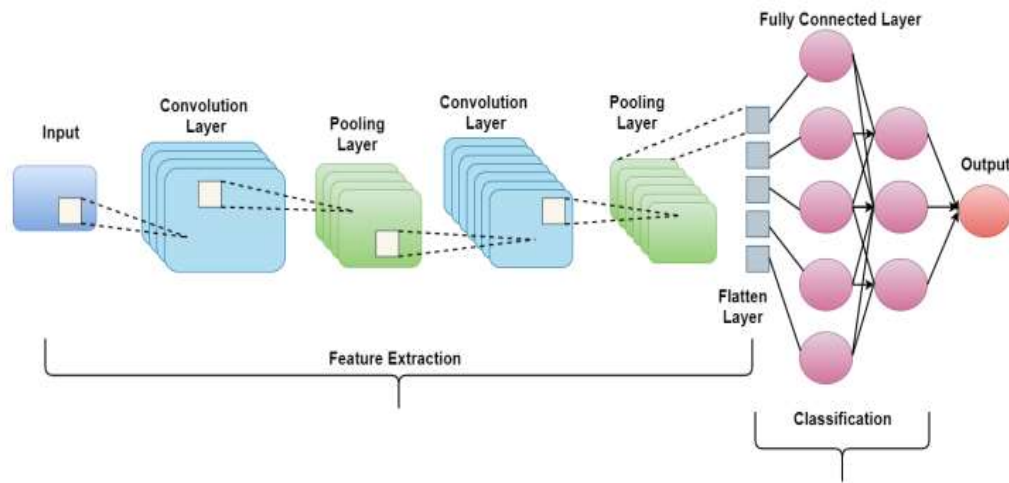 Fully Connected Layer
Input
Convolution
Layer
Pooling
Layer
Convolution
Layer
Pooling
Layer
Output
Flatten
Layer
Feature Extraction
Classification